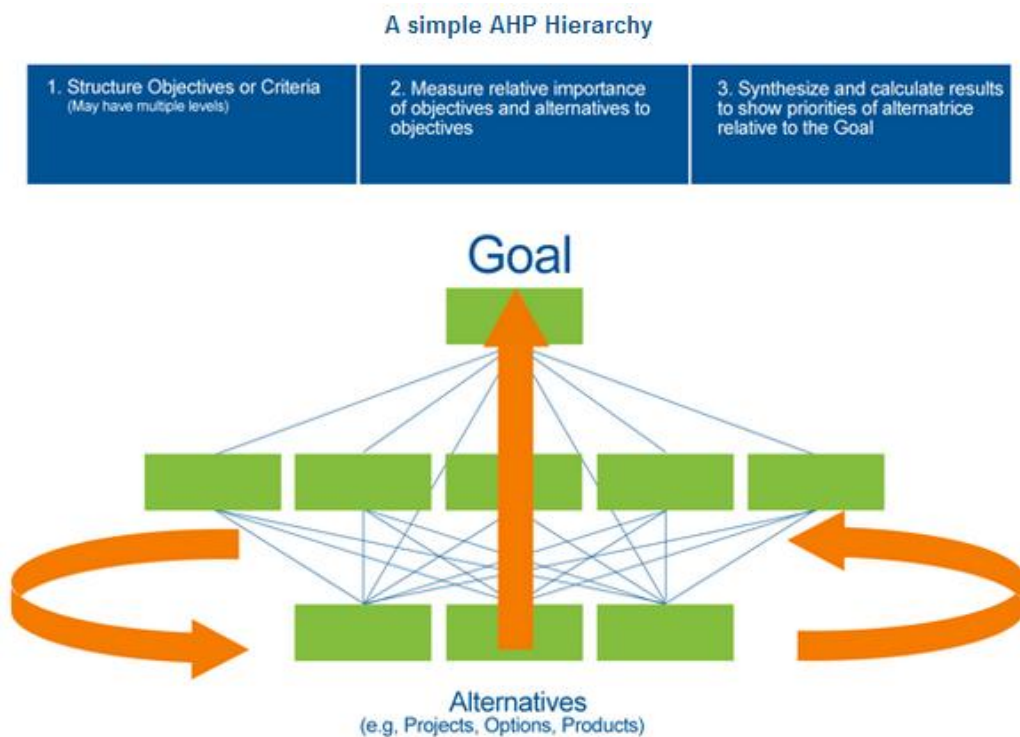 A simple AHP Hierarchy
1. Structure Objectives or Criteria
(May have multiple levels)
2. Measure relative importance
of objectives and alternatives to
objectives
3. Synthesize and calculate results
to show priorities of alternatrice
relative to the Goal
Goal
Alternatives
(e.g, Projects, Options, Products)